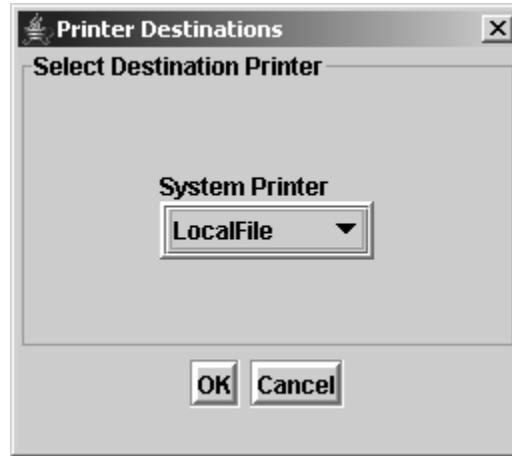 Printer Destinations
Select Destination Printer
System Printer
LocalFile
OK Cancel